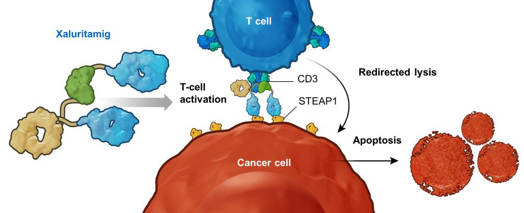 Xaluritamig
T cell
CD3
T-cell
activation
STEAP1
Redirected lysis
Apoptosis
Cancer cell